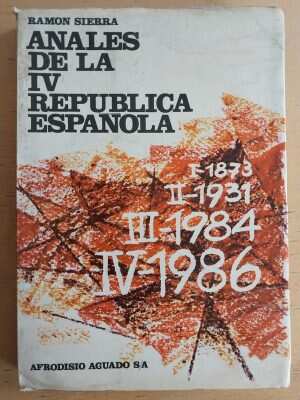 RAMON SIERRA
ANALES
DE LA
IV
REPUBLICA
ESPAÑOLA
I-1873
II-1931
III-1984
IV-1986
AFRODISIO AGUADO S/A